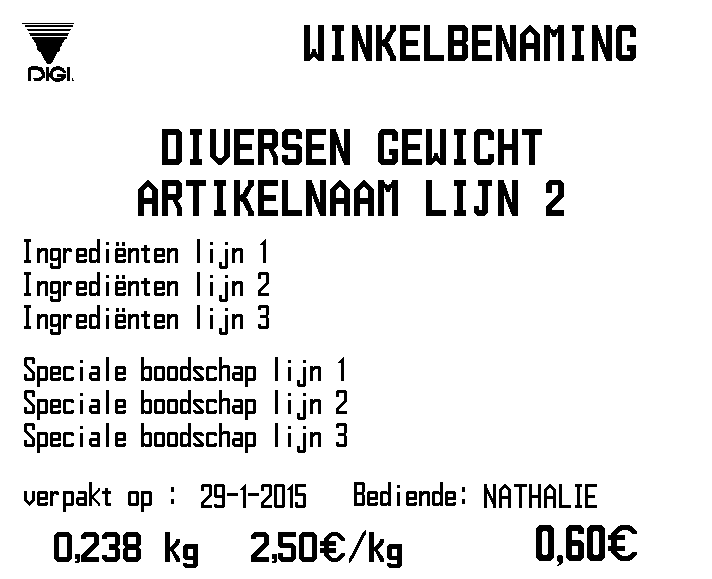 DIGI.
WINKELBENAMING
DIVERSEN GEWICHT
ARTIKELNAAM LIJN 2
Ingrediënten lijn 1
Ingrediënten lijn 2
Ingrediënten lijn 3
Speciale boodschap lijn 1
Speciale boodschap lijn 2
Speciale boodschap lijn 3
verpakt op : 29-1-2015 Bediende: NATHALIE
0,238 kg 2,50€/kg 0,60€